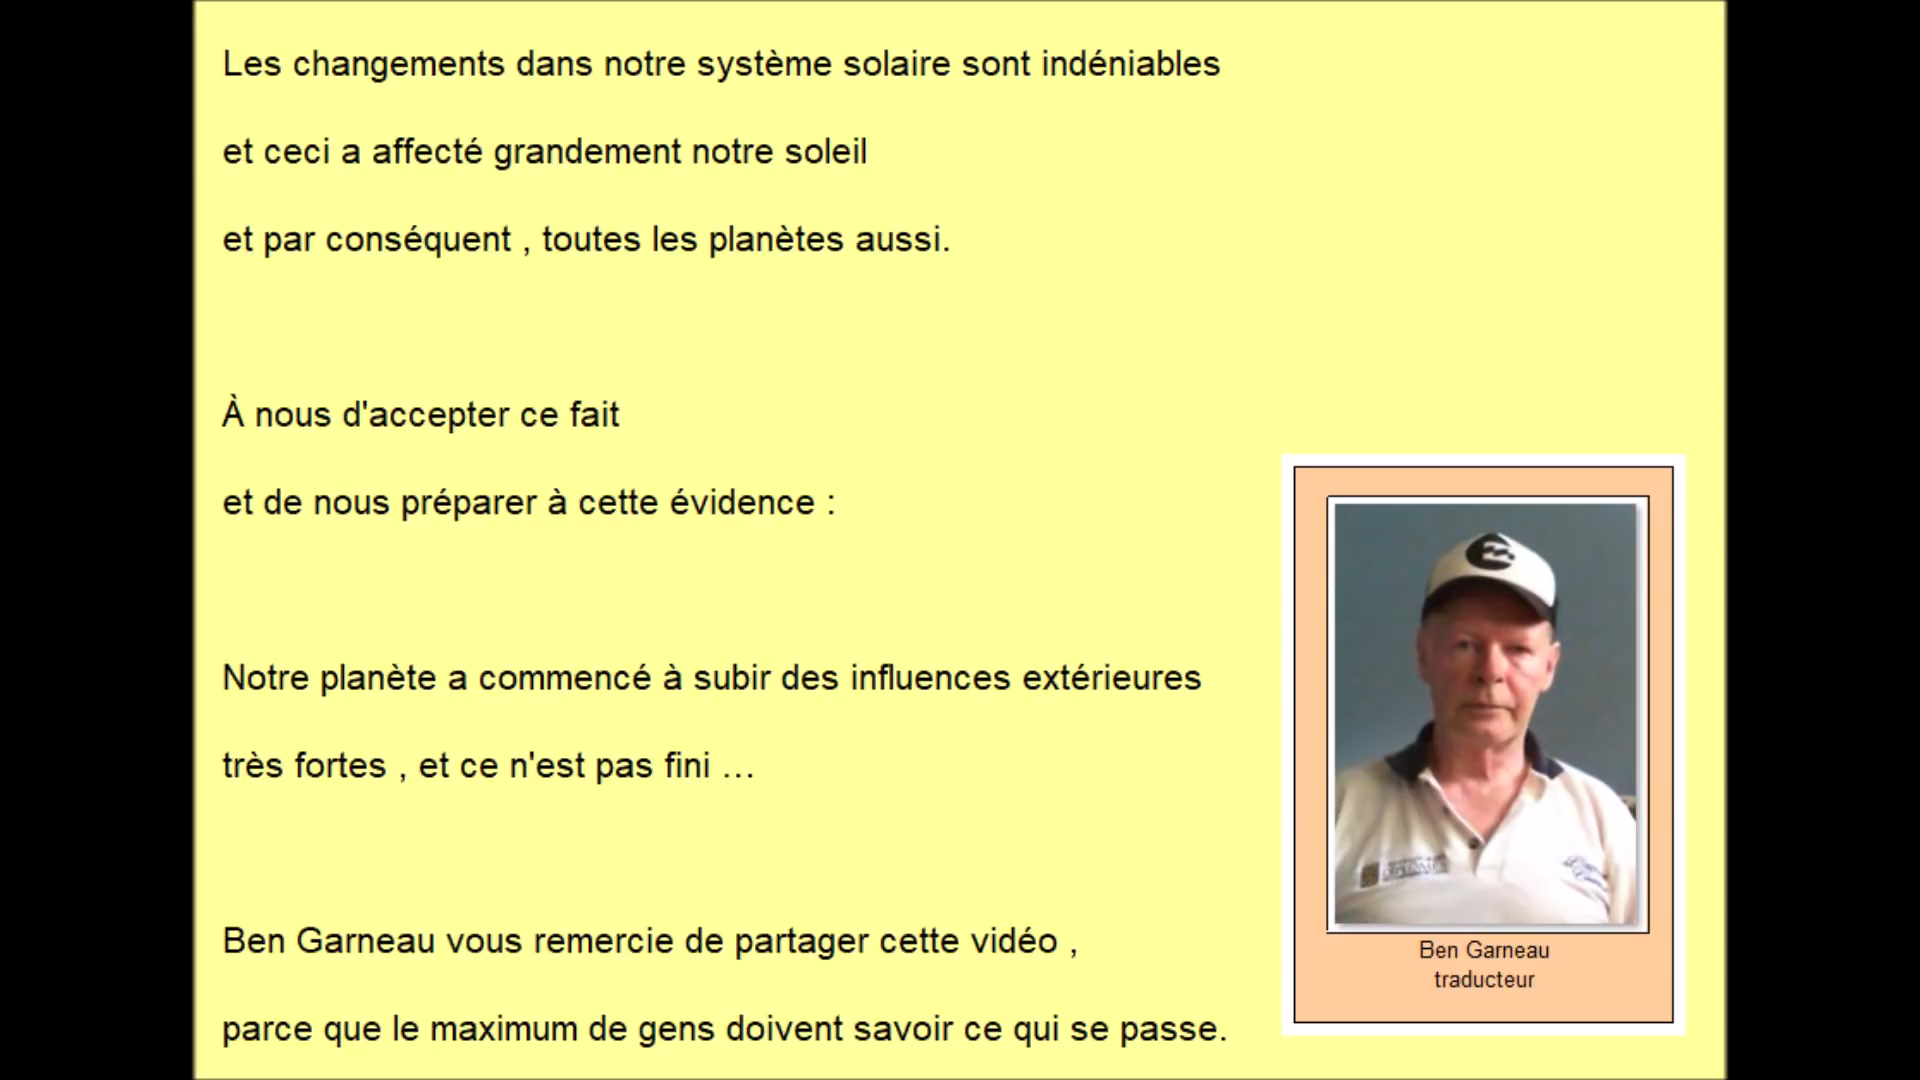 Les changements dans notre système solaire sont indéniables
et ceci a affecté grandement notre soleil
et par conséquent , toutes les planètes aussi.
À nous d'accepter ce fait
et de nous préparer à cette évidence :
Notre planète a commencé à subir des influences extérieures
très fortes , et ce n'est pas fini ...
Ben Garneau vous remercie de partager cette vidéo ,
parce que le maximum de gens doivent savoir ce qui se passe.
Ben Garneau
traducteur